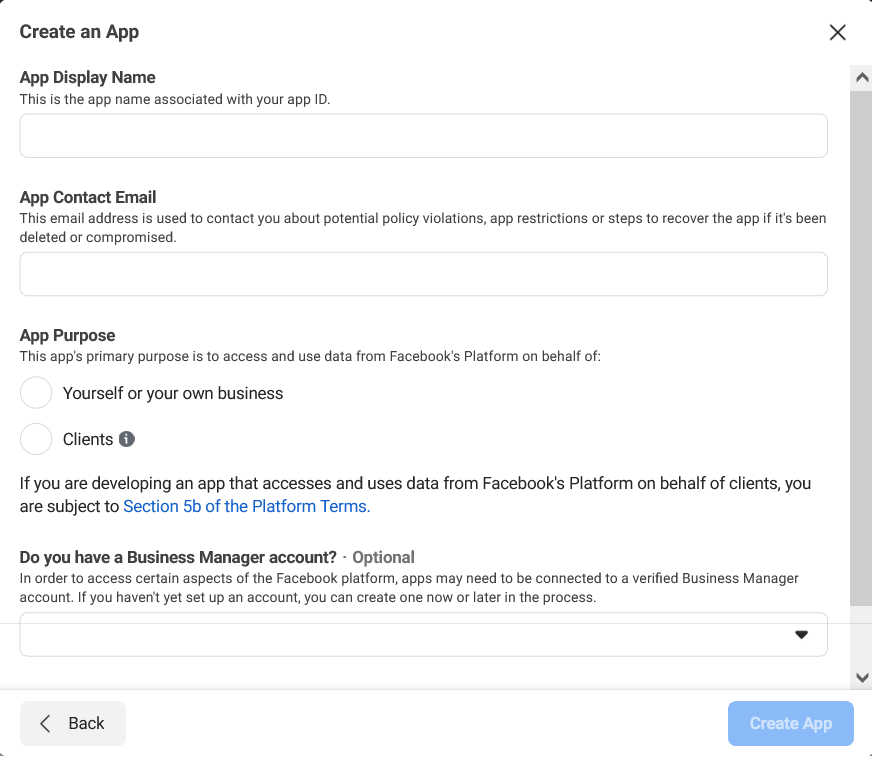 Create an App
App Display Name
This is the app name associated with your app ID.
App Contact Email
This email address is used to contact you about potential policy violations, app restrictions or steps to recover the app if it's been
deleted or compromised.
App Purpose
This app's primary purpose is to access and use data from Facebook's Platform on behalf of:
Yourself or your own business
Clients
If you are developing an app that accesses and uses data from Facebook's Platform on behalf of clients, you
are subject to Section 5b of the Platform Terms.
Do you have a Business Manager account? · Optional
In order to access certain aspects of the Facebook platform, apps may need to be connected to a verified Business Manager
account. If you haven't yet set up an account, you can create one now or later in the process.
Back
Create App